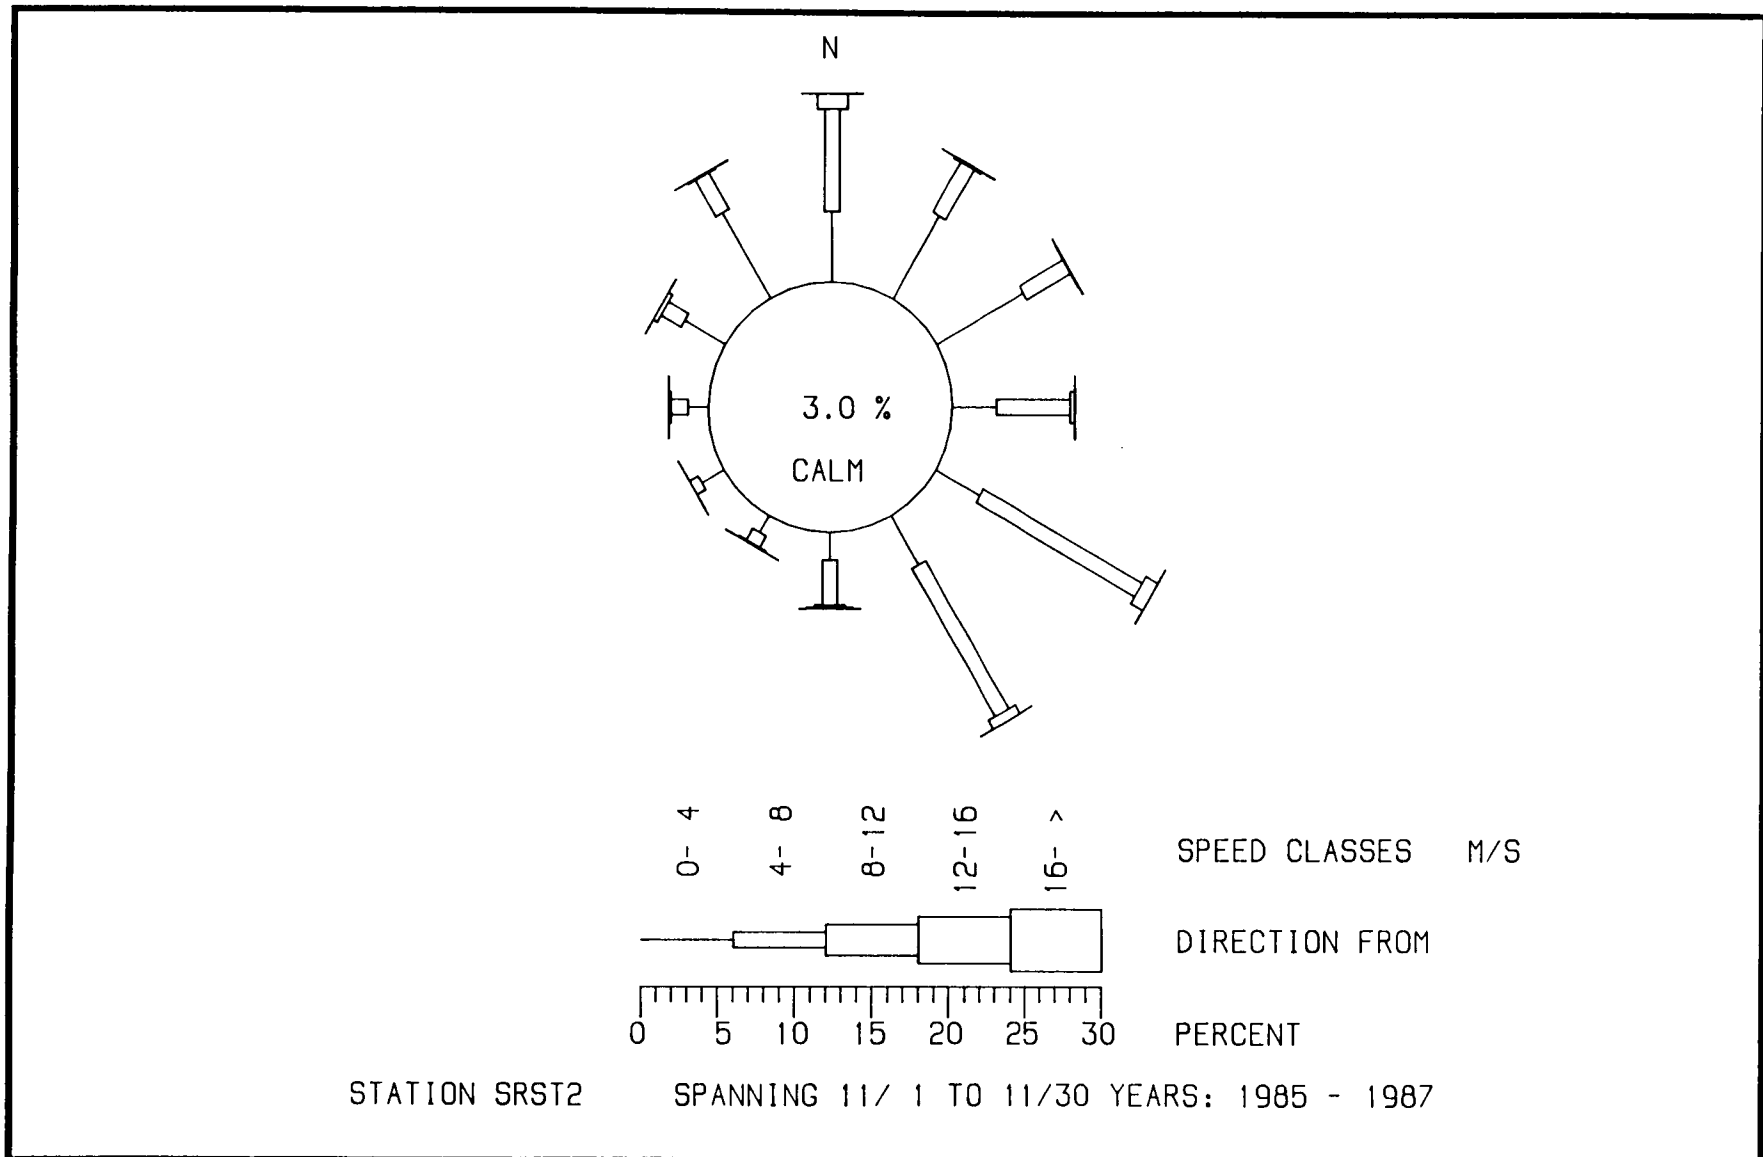 N
3.0 %
CALM
0- 4
4- 8
8-12
12-16
16- >
SPEED CLASSES M/S
DIRECTION FROM
0 5 10 15 20 25 30 PERCENT
STATION SRST2 SPANNING 11/ 1 TO 11/30 YEARS: 1985 - 1987